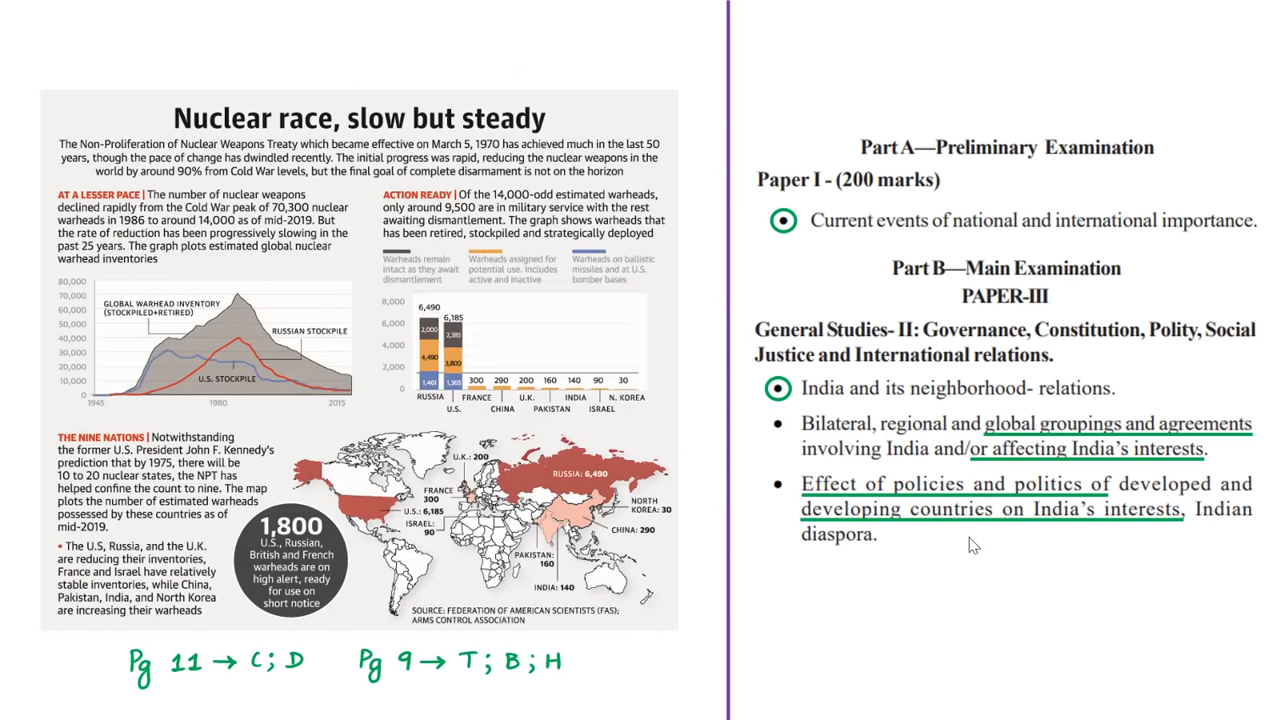 Nuclear race, slow but steady
The Non-Proliferation of Nuclear Weapons Treaty which became effective on March 5, 1970 has achieved much in the last 50
years, though the pace of change has dwindled recently. The initial progress was rapid, reducing the nuclear weapons in the
world by around 90% from Cold War levels, but the final goal of complete disarmament is not on the horizon
AT A LESSER PACE | The number of nuclear weapons
declined rapidly from the Cold War peak of 70,300 nuclear
warheads in 1986 to around 14,000 as of mid-2019. But
the rate of reduction has been progressively slowing in the
past 25 years. The graph plots estimated global nuclear
warhead inventories
80,000
70,000
60,000
50,000
40,000
30,000
20,000
10,000
0
GLOBAL WARHEAD INVENTORY
(STOCKPILED+RETIRED)
RUSSIAN STOCKPILE
U.S. STOCKPILE
1945 1980 2015
ACTION READY | Of the 14,000-odd estimated warheads,
only around 9,500 are in military service with the rest
awaiting dismantlement. The graph shows warheads that
has been retired, stockpiled and strategically deployed
Warheads remain
intact as they await
dismantlement
Warheads assigned for
potential use. Includes
active and inactive
Warheads on ballistic
missiles and at U.S.
bomber bases
8,000
6,000
4,000
2,000
0
6,490
2,000
4,490
1,461
6,185
2,385
3,800
1,365
300 290 200 160 140 90 30
RUSSIA FRANCE U.K. INDIA N. KOREA
U.S. CHINA PAKISTAN ISRAEL
THE NINE NATIONS | Notwithstanding
the former U.S. President John F. Kennedy's
prediction that by 1975, there will be
10 to 20 nuclear states, the NPT has
helped confine the count to nine. The map
plots the number of estimated warheads
possessed by these countries as of
mid-2019.
▪ The U.S, Russia, and the U.K.
are reducing their inventories,
France and Israel have relatively
stable inventories, while China,
Pakistan, India, and North Korea
are increasing their warheads
1,800
U.S., Russian,
British and French
warheads are on
high alert, ready
for use on
short notice
U.K.: 200
RUSSIA: 6,490
FRANCE
300
U.S.: 6,185
ISRAEL:
90
NORTH
KOREA: 30
CHINA: 290
PAKISTAN:
160
INDIA: 140
SOURCE: FEDERATION OF AMERICAN SCIENTISTS (FAS);
ARMS CONTROL ASSOCIATION
Pg 11 → C; D Pg 9 → T; B; H
Part A—Preliminary Examination
Paper I - (200 marks)
Current events of national and international importance.
Part B—Main Examination
PAPER-III
General Studies- II: Governance, Constitution, Polity, Social
Justice and International relations.
India and its neighborhood- relations.
• Bilateral, regional and global groupings and agreements
involving India and/or affecting India's interests.
• Effect of policies and politics of developed and
developing countries on India's interests, Indian
diaspora.